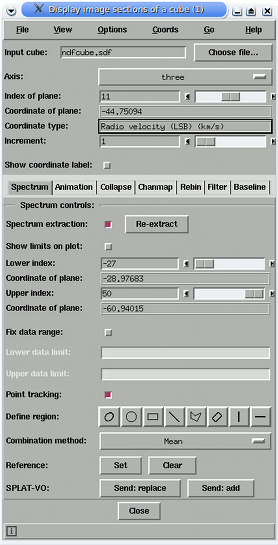 Display image sections of a cube (1)
File View Options Coords Go Help
Input cube: ndfcube.sdf Choose file...
Axis: three
Index of plane: 11
Coordinate of plane: -44.75094
Coordinate type: Radio velocity (LSB) (km/s)
Increment: 1
Show coordinate label:
Spectrum Animation Collapse Chanmap Rebin Filter Baseline
Spectrum controls:
Spectrum extraction: Re-extract
Show limits on plot:
Lower index: -27
Coordinate of plane: -28.97683
Upper index: 50
Coordinate of plane: -60.94015
Fix data range:
Lower data limit:
Upper data limit:
Point tracking:
Define region:
Combination method: Mean
Reference: Set Clear
SPLAT-VO: Send: replace Send: add
Close